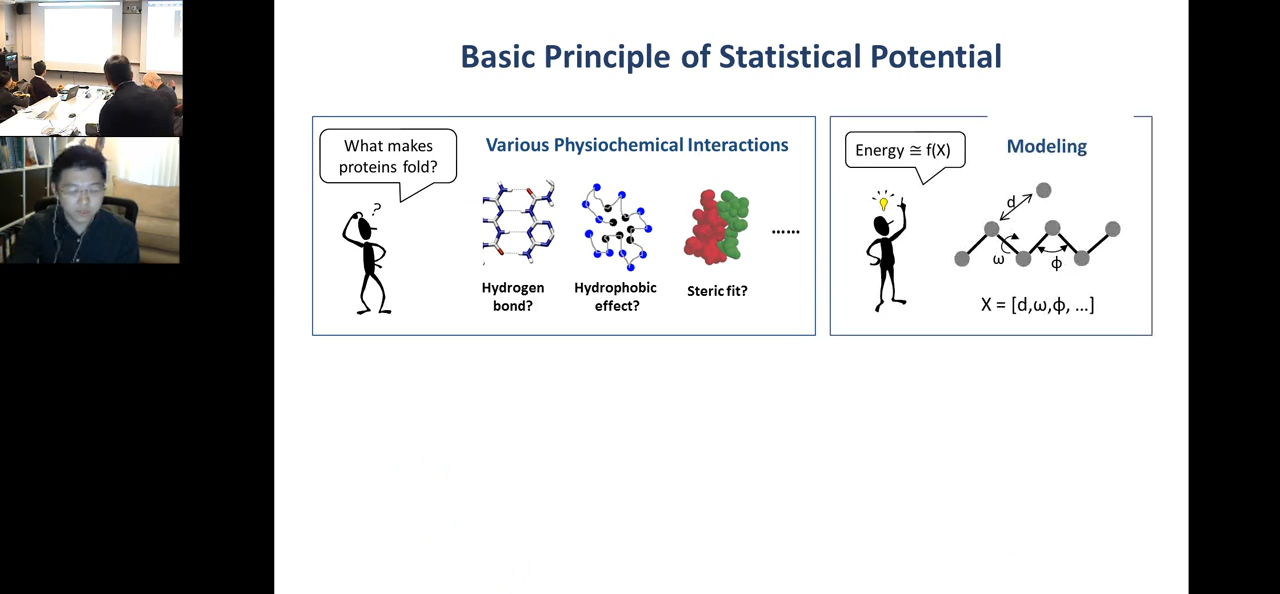 Basic Principle of Statistical Potential
What makes
proteins fold?
Various Physiochemical Interactions
?
Hydrogen
bond?
Hydrophobic
effect?
Steric fit?
......
Energy ≅ f(X)
Modeling
d
ω
ϕ
X = [d,ω,ϕ, ...]